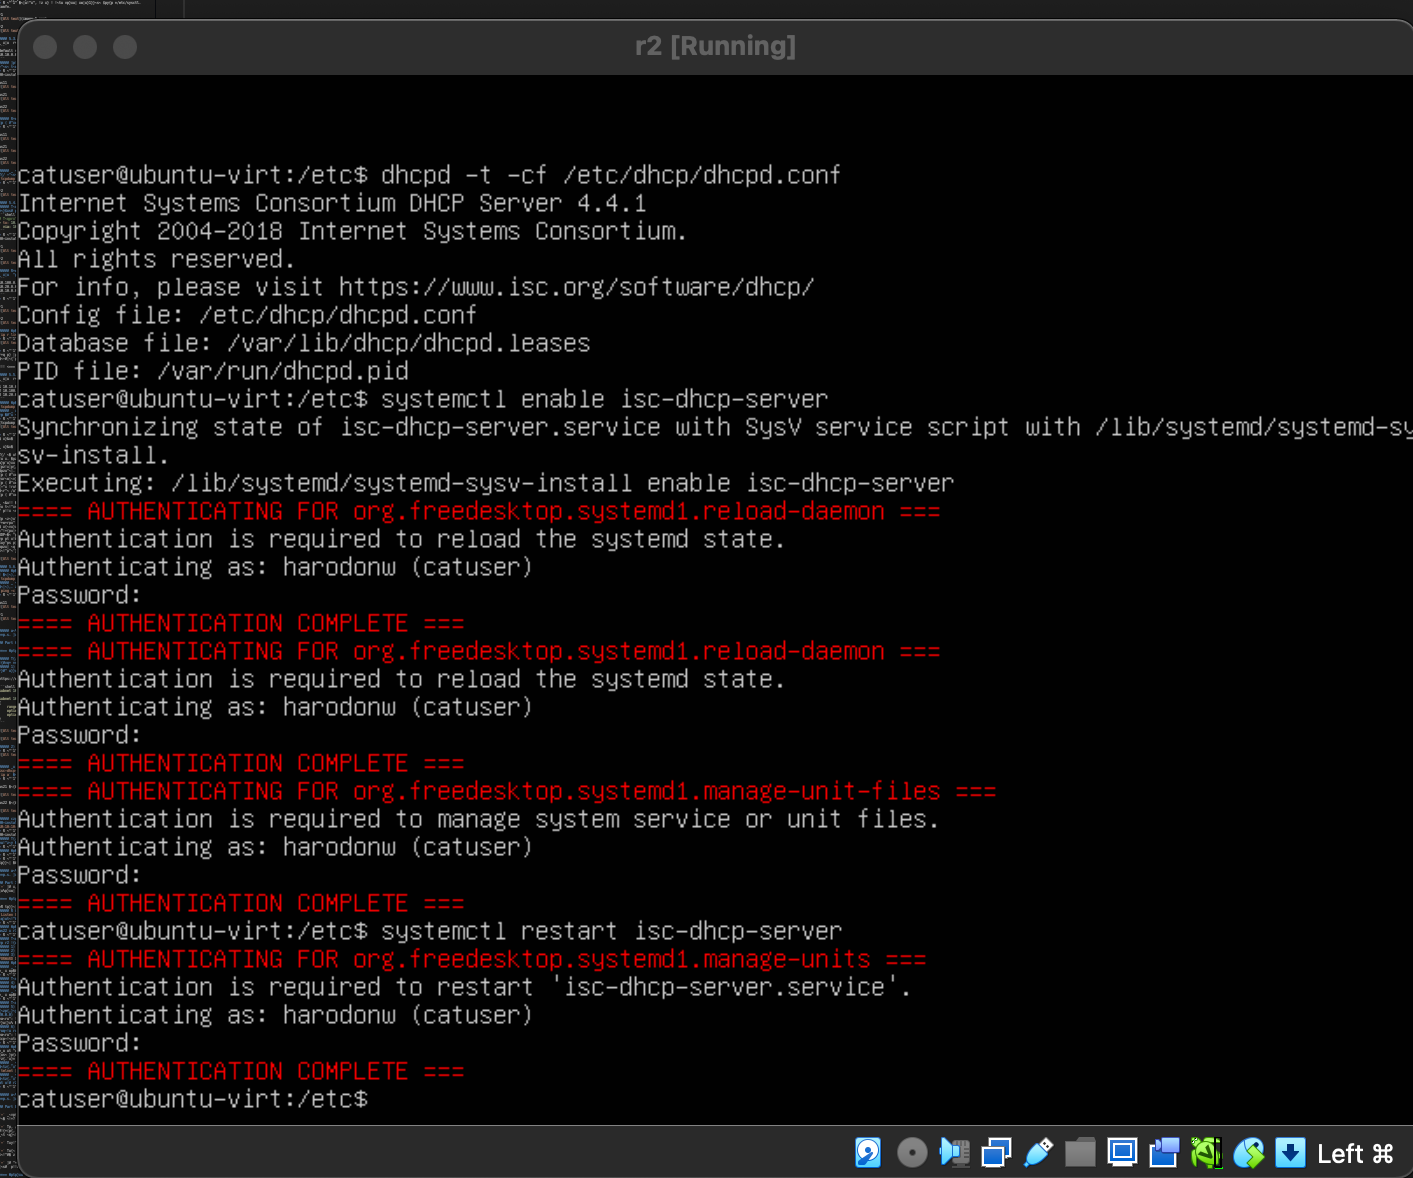 r2 [Running]
catuser@ubuntu-virt:/etc$ dhcpd -t -cf /etc/dhcp/dhcpd.conf
Internet Systems Consortium DHCP Server 4.4.1
Copyright 2004-2018 Internet Systems Consortium.
All rights reserved.
For info, please visit https://www.isc.org/software/dhcp/
Config file: /etc/dhcp/dhcpd.conf
Database file: /var/lib/dhcp/dhcpd.leases
PID file: /var/run/dhcpd.pid
catuser@ubuntu-virt:/etc$ systemctl enable isc-dhcp-server
Synchronizing state of isc-dhcp-server.service with SysV service script with /lib/systemd/systemd-sy
sv-install.
Executing: /lib/systemd/systemd-sysv-install enable isc-dhcp-server
==== AUTHENTICATING FOR org.freedesktop.systemd1.reload-daemon ===
Authentication is required to reload the systemd state.
Authenticating as: harodonw (catuser)
Password:
==== AUTHENTICATION COMPLETE ===
==== AUTHENTICATING FOR org.freedesktop.systemd1.reload-daemon ===
Authentication is required to reload the systemd state.
Authenticating as: harodonw (catuser)
Password:
==== AUTHENTICATION COMPLETE ===
==== AUTHENTICATING FOR org.freedesktop.systemd1.manage-unit-files ===
Authentication is required to manage system service or unit files.
Authenticating as: harodonw (catuser)
Password:
==== AUTHENTICATION COMPLETE ===
catuser@ubuntu-virt:/etc$ systemctl restart isc-dhcp-server
==== AUTHENTICATING FOR org.freedesktop.systemd1.manage-units ===
Authentication is required to restart 'isc-dhcp-server.service'.
Authenticating as: harodonw (catuser)
Password:
==== AUTHENTICATION COMPLETE ===
catuser@ubuntu-virt:/etc$
Left ⌘